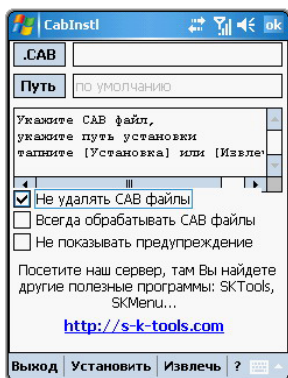 CabInstl ok
.CAB
Путь по умолчанию
Укажите CAB файл,
укажите путь установки
тапните [Установка] или [Извлеч
Не удалять CAB файлы
Всегда обрабатывать CAB файлы
Не показывать предупреждение
Посетите наш сервер, там Вы найдете
другие полезные программы: SKTools,
SKMenu...
http://s-k-tools.com
Выход Установить Извлечь ?